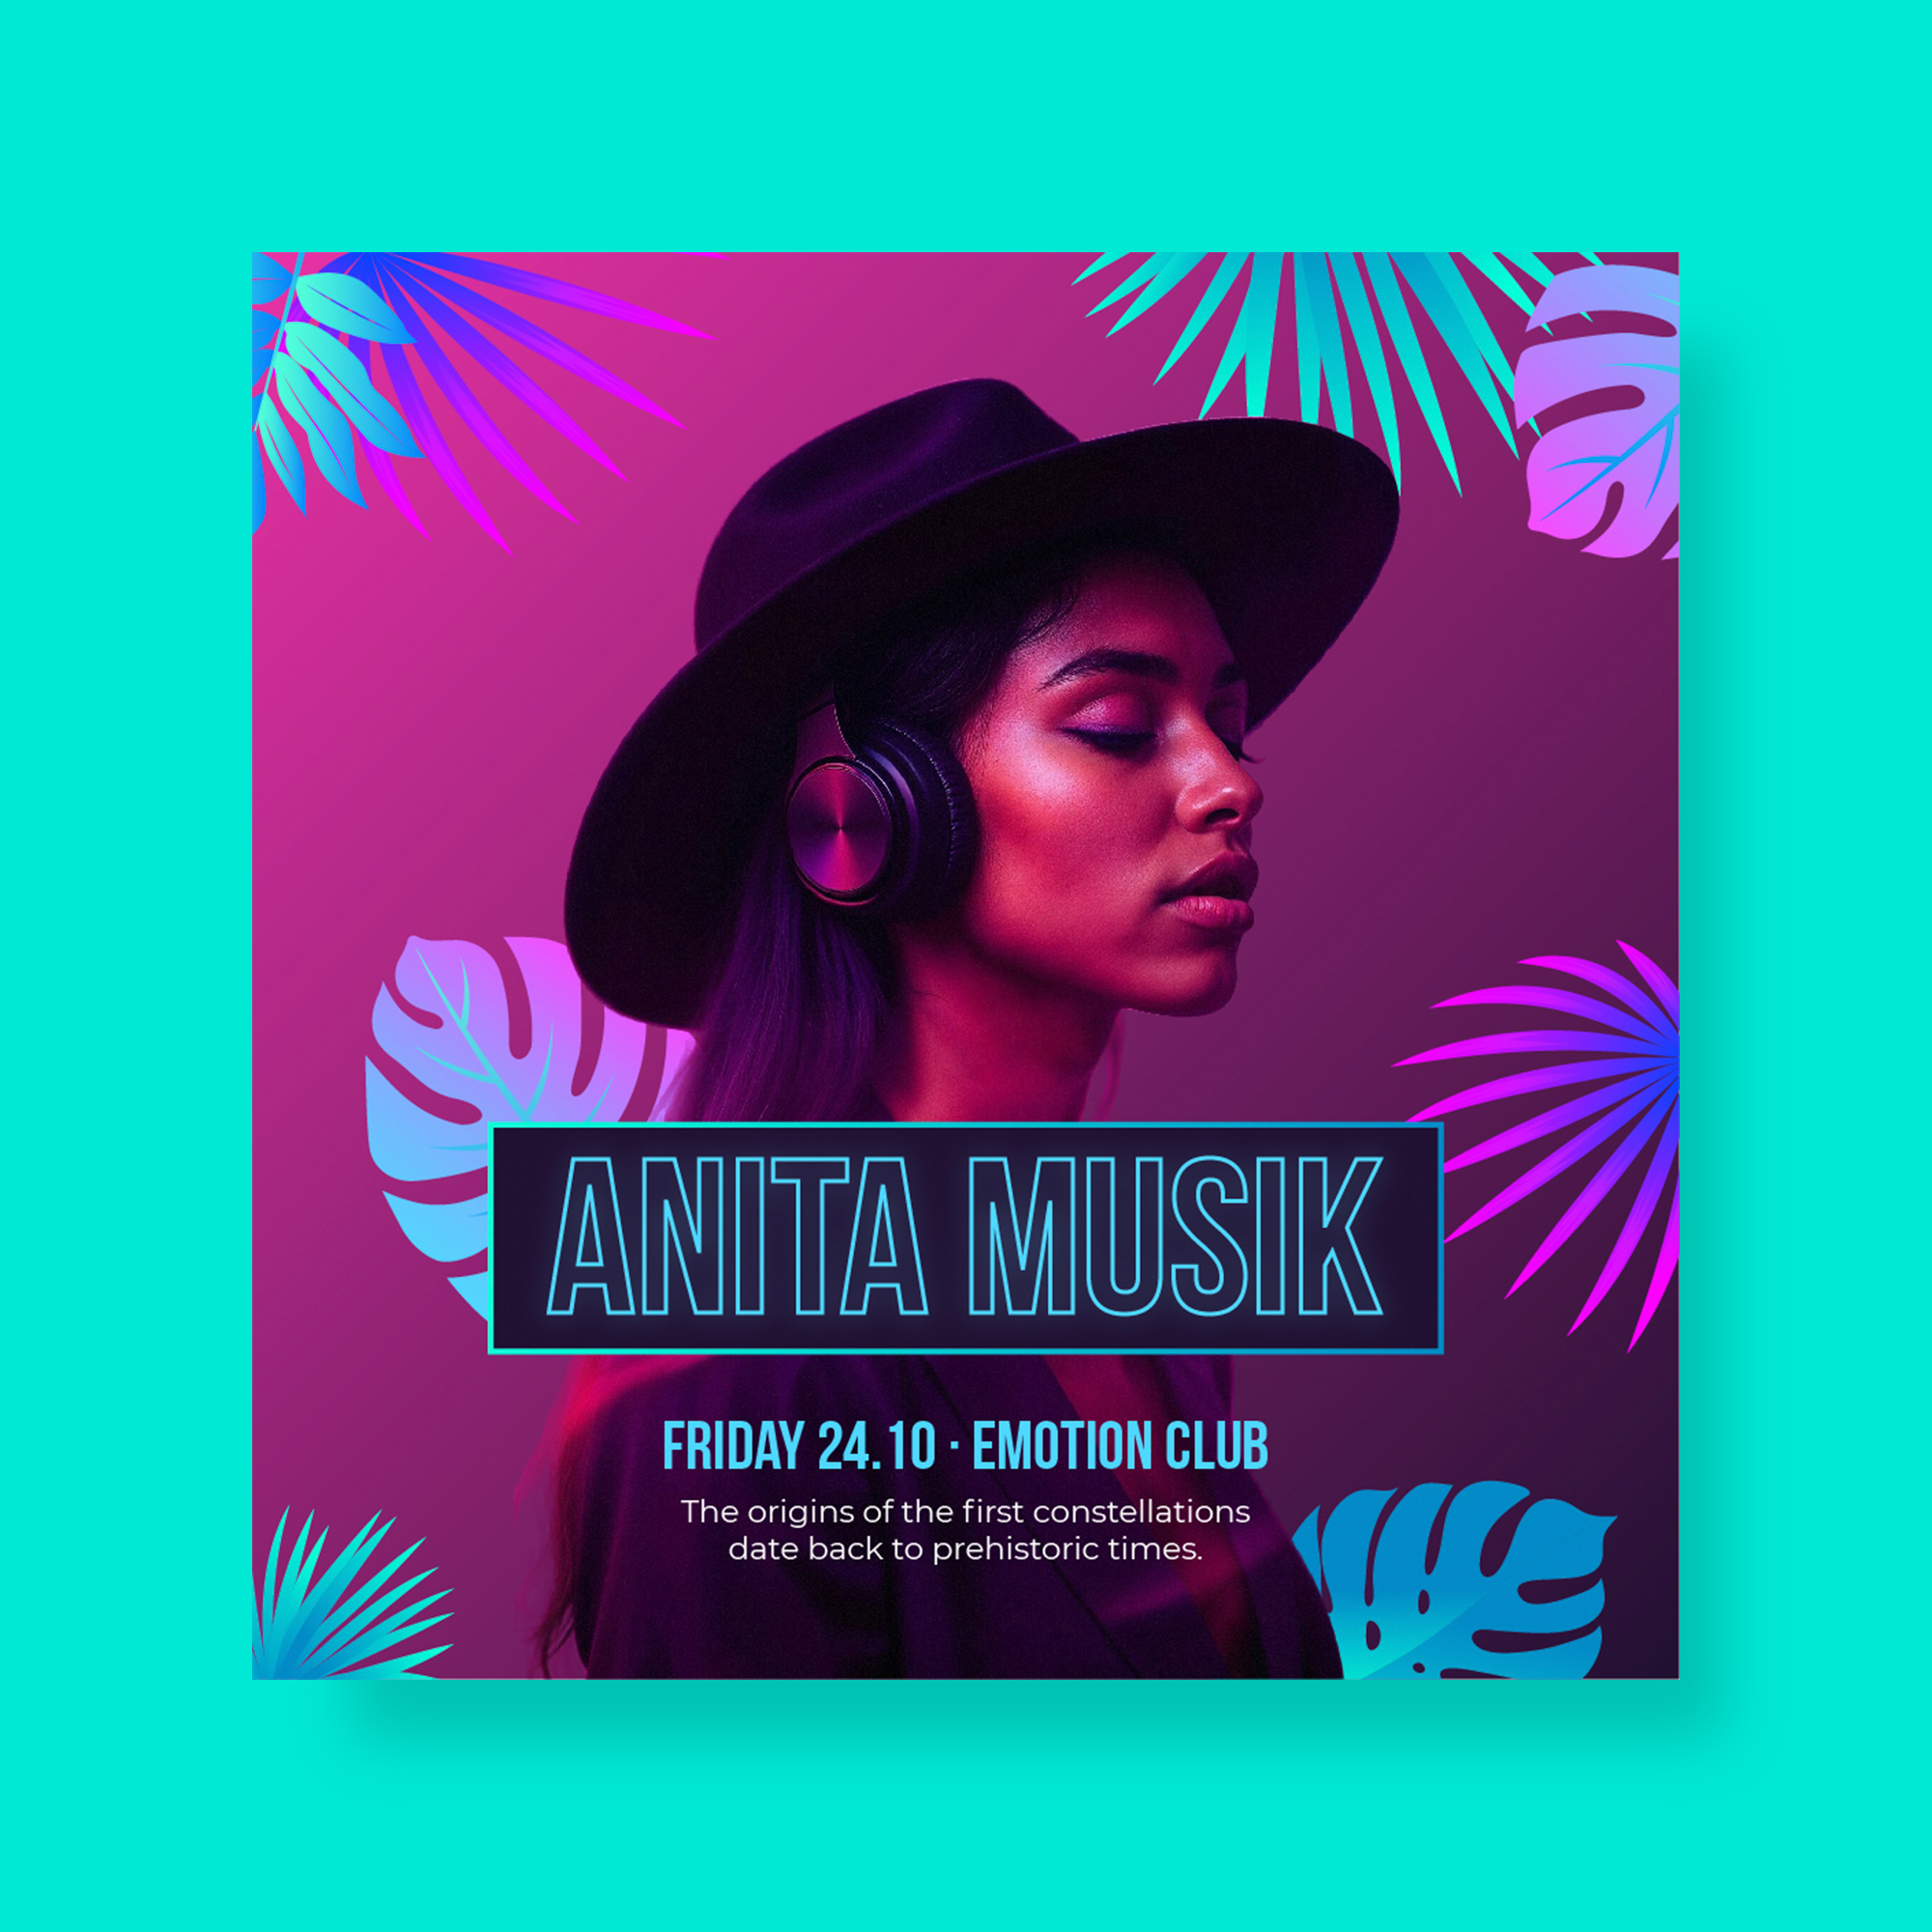 ANITA MUSIK
FRIDAY 24.10 · EMOTION CLUB
The origins of the first constellations
date back to prehistoric times.